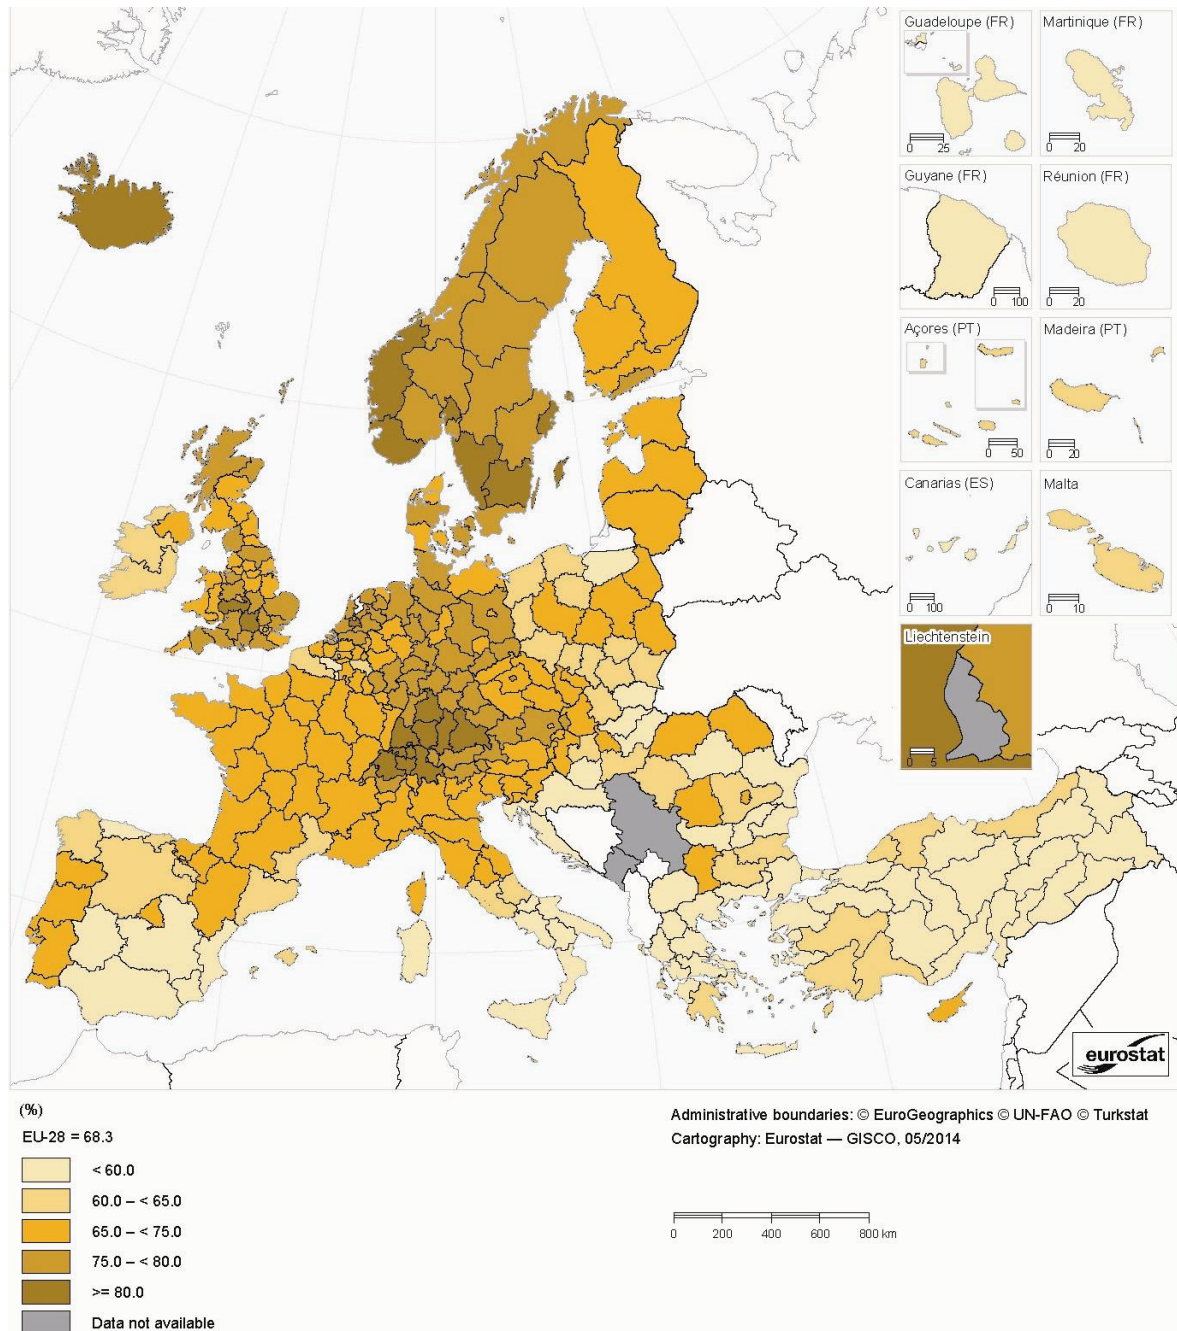 Guadeloupe (FR)
0 25
Martinique (FR)
0 20
Guyane (FR)
0 100
Réunion (FR)
0 20
Açores (PT)
0 50
Madeira (PT)
0 20
Canarias (ES)
0 100
Malta
0 10
Liechtenstein
0 5
eurostat
(%)
EU-28 = 68.3
< 60.0
60.0 – < 65.0
65.0 – < 75.0
75.0 – < 80.0
>= 80.0
Data not available
Administrative boundaries: © EuroGeographics © UN-FAO © Turkstat
Cartography: Eurostat — GISCO, 05/2014
0 200 400 600 800 km